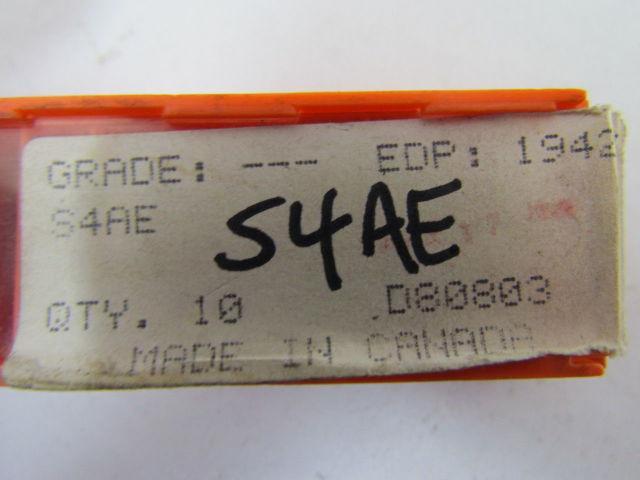 GRADE: --- EDP: 1942
S4AE
S4AE
QTY. 10 D80803
MADE IN CANADA